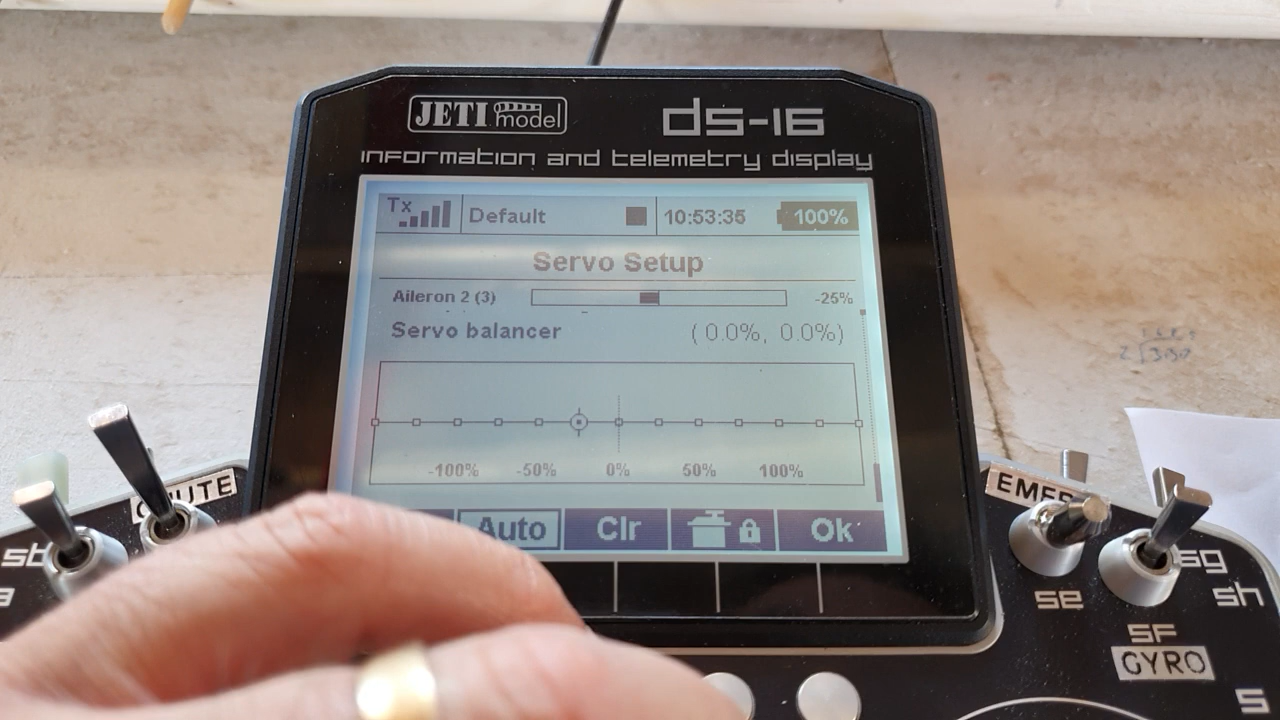 JETI model
ds-16
information and telemetry display
Tx Default 10:53:35 100%
Servo Setup
Aileron 2 (3) -25%
Servo balancer ( 0.0%, 0.0%)
-100% -50% 0% 50% 100%
Auto Clr Ok
sb
a
se
sg
sh
SF
GYRO
S